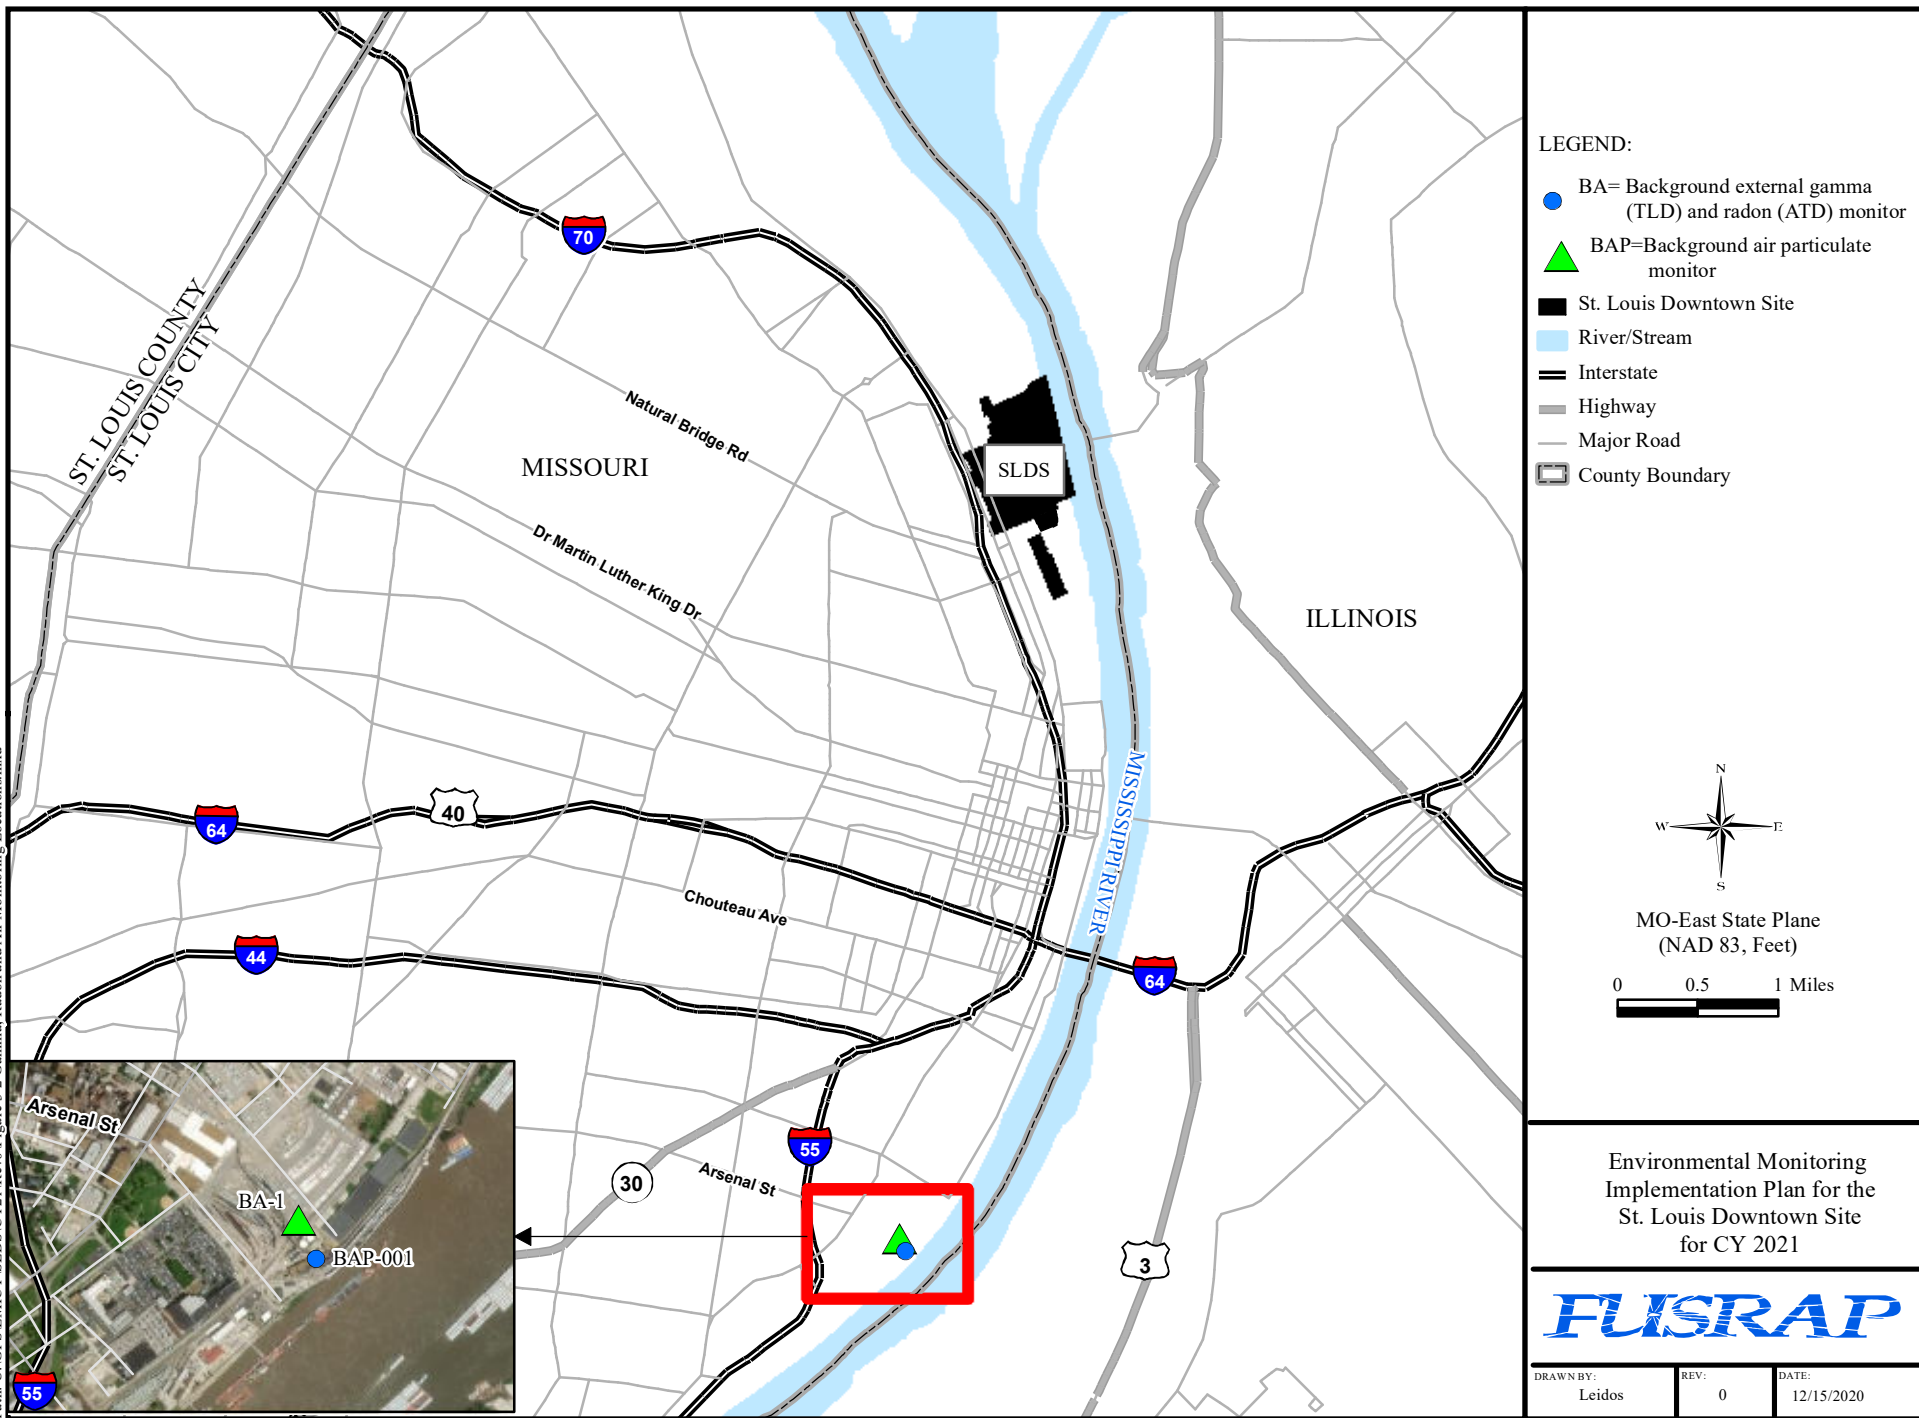 70
ST. LOUIS COUNTY
ST. LOUIS CITY
Natural Bridge Rd
MISSOURI
SLDS
Dr Martin Luther King Dr
ILLINOIS
MISSISSIPPI RIVER
64
40
Chouteau Ave
44
64
55
Arsenal St
30
3
Arsenal St
BA-1
BAP-001
55
LEGEND:
BA= Background external gamma
(TLD) and radon (ATD) monitor
BAP=Background air particulate
monitor
St. Louis Downtown Site
River/Stream
Interstate
Highway
Major Road
County Boundary
N
W E
S
MO-East State Plane
(NAD 83, Feet)
0 0.5 1 Miles
Environmental Monitoring
Implementation Plan for the
St. Louis Downtown Site
for CY 2021
FUSRAP
DRAWN BY:
Leidos
REV:
0
DATE:
12/15/2020